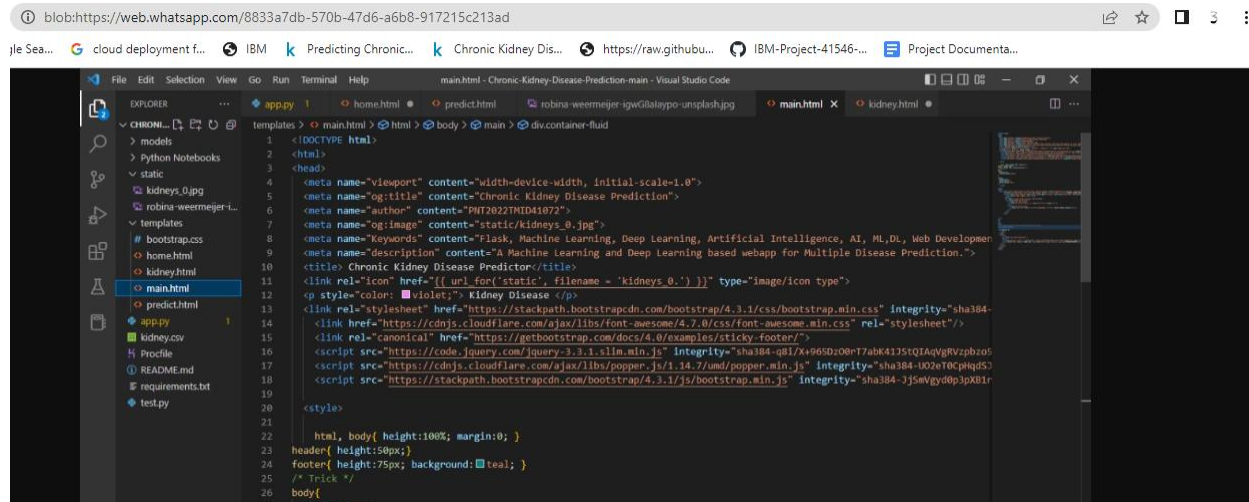 blob:https://web.whatsapp.com/8833a7db-570b-47d6-a6b8-917215c213ad
gle Sea... cloud deployment f... IBM Predicting Chronic... Chronic Kidney Dis... https://raw.githubu... IBM-Project-41546-... Project Documenta...
File Edit Selection View Go Run Terminal Help main.html - Chronic-Kidney-Disease-Prediction-main - Visual Studio Code
EXPLORER ... app.py 1 home.html predict.html robina-weermeijer-igwG8alaypo-unsplash.jpg main.html kidney.html
CHRONI...
templates > main.html > html > body > main > div.container-fluid
models
Python Notebooks
static
kidneys_0.jpg
robina-weermeijer-i...
templates
bootstrap.css
home.html
kidney.html
main.html
predict.html
app.py 1
kidney.csv
Procfile
README.md
requirements.txt
test.py
1 <!DOCTYPE html>
2 <html>
3 <head>
4 <meta name="viewport" content="width=device-width, initial-scale=1.0">
5 <meta name="og:title" content="Chronic Kidney Disease Prediction">
6 <meta name="author" content="PNT2022TMID41072">
7 <meta name="og:image" content="static/kidneys_0.jpg">
8 <meta name="Keywords" content="Flask, Machine Learning, Deep Learning, Artificial Intelligence, AI, ML,DL, Web Developmen
9 <meta name="description" content="A Machine Learning and Deep Learning based webapp for Multiple Disease Prediction.">
10 <title> Chronic Kidney Disease Predictor</title>
11 <link rel="icon" href="{{ url_for('static', filename = 'kidneys_0.') }}" type="image/icon type">
12 <p style="color: violet;"> Kidney Disease </p>
13 <link rel="stylesheet" href="https://stackpath.bootstrapcdn.com/bootstrap/4.3.1/css/bootstrap.min.css" integrity="sha384-
14 <link href="https://cdnjs.cloudflare.com/ajax/libs/font-awesome/4.7.0/css/font-awesome.min.css" rel="stylesheet"/>
15 <link rel="canonical" href="https://getbootstrap.com/docs/4.0/examples/sticky-footer/">
16 <script src="https://code.jquery.com/jquery-3.3.1.slim.min.js" integrity="sha384-q8i/X+965DzO0rT7abK41JStQIAqVgRVzpbzo5
17 <script src="https://cdnjs.cloudflare.com/ajax/libs/popper.js/1.14.7/umd/popper.min.js" integrity="sha384-UO2eT0CpHqdSJ
18 <script src="https://stackpath.bootstrapcdn.com/bootstrap/4.3.1/js/bootstrap.min.js" integrity="sha384-JjSmVgyd0p3pXB1r
19
20 <style>
21
22 html, body{ height:100%; margin:0; }
23 header{ height:50px;}
24 footer{ height:75px; background: teal; }
25 /* Trick */
26 body{